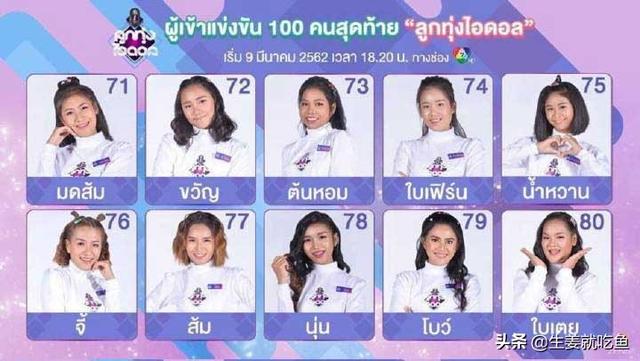 ลูกทุ่ง
ไอดอล
ผู้เข้าแข่งขัน 100 คนสุดท้าย “ลูกทุ่งไอดอล”
เริ่ม 9 มีนาคม 2562 เวลา 18.20 น. ทางช่อง 7
71 72 73 74 75
มดส้ม ขวัญ ต้นหอม ใบเฟิร์น น้ำหวาน
76 77 78 79 80
จี้ ส้ม นุ่น โบว์ ใบเตย
头条 @生姜就吃鱼